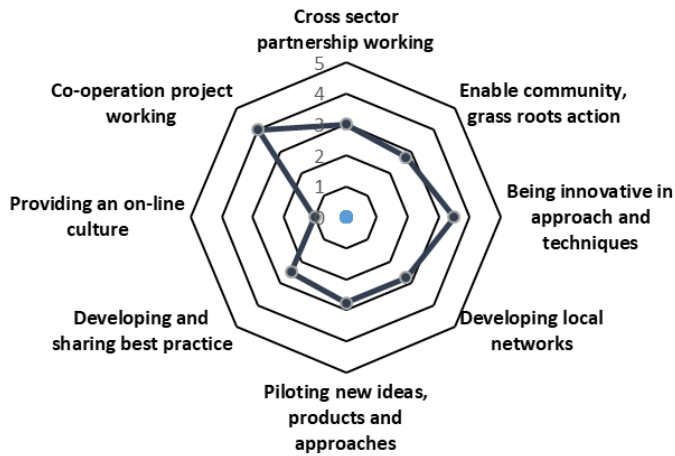 Cross sector
partnership working
Co-operation project
working
Enable community,
grass roots action
5
4
3
2
1
0
Providing an on-line
culture
Being innovative in
approach and
techniques
Developing and
sharing best practice
Developing local
networks
Piloting new ideas,
products and
approaches